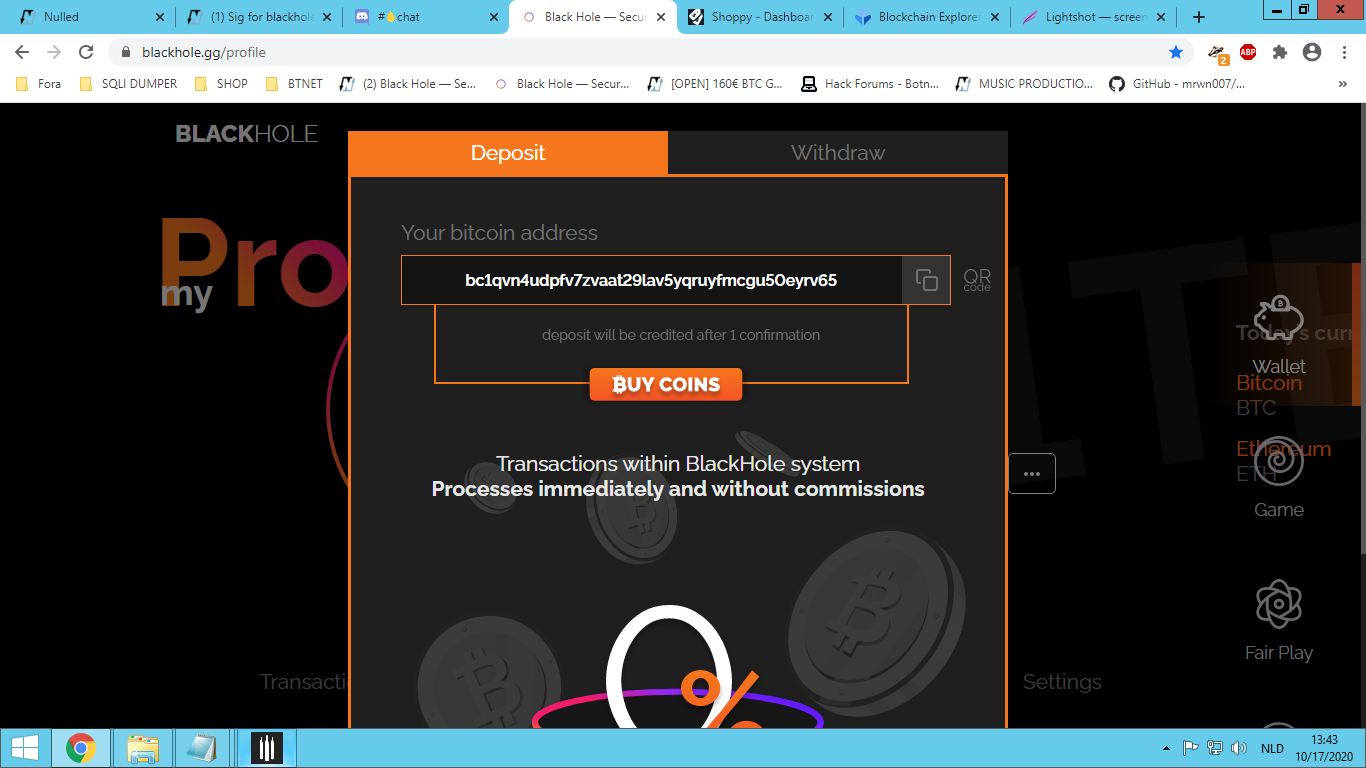 Nulled
(1) Sig for blackhole
#chat
Black Hole — Secur
Shoppy - Dashboar
Blockchain Explorer
Lightshot — screen
blackhole.gg/profile
2
ABP
Fora
SQLI DUMPER
SHOP
BTNET
(2) Black Hole — Se...
Black Hole — Secur...
[OPEN] 160€ BTC G...
Hack Forums - Botn...
MUSIC PRODUCTIO...
GitHub - mrwn007/...
»
BLACKHOLE
Deposit
Withdraw
my
Pro
Your bitcoin address
bc1qvn4udpfv7zvaat29lav5yqruyfmcgu50eyrv65
QR
code
deposit will be credited after 1 confirmation
BUY COINS
Today's curr
Wallet
Bitcoin
BTC
Ethereum
ETH
Transactions within BlackHole system
Processes immediately and without commissions
...
Game
Fair Play
0%
Transacti
Settings
NLD
13:43
10/17/2020